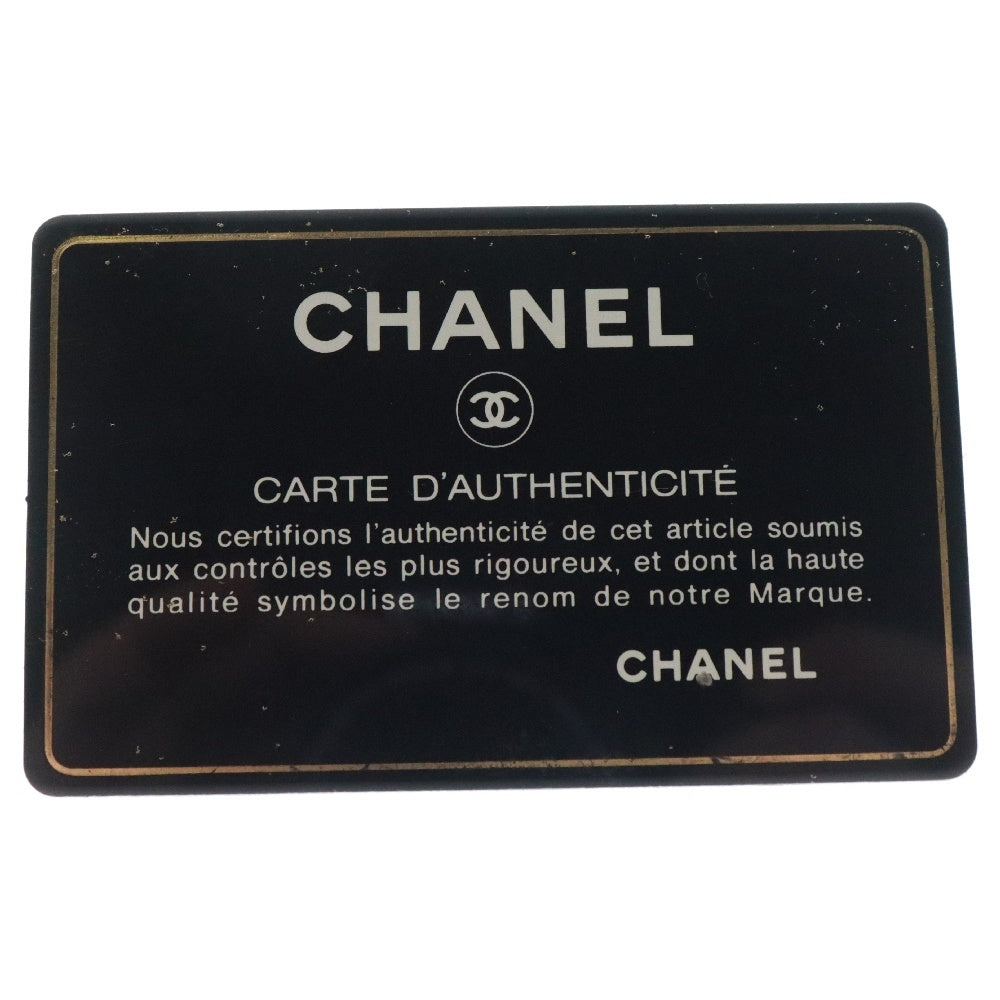 CHANEL
CARTE D'AUTHENTICITÉ
Nous certifions l'authenticité de cet article soumis
aux contrôles les plus rigoureux, et dont la haute
qualité symbolise le renom de notre Marque.
CHANEL